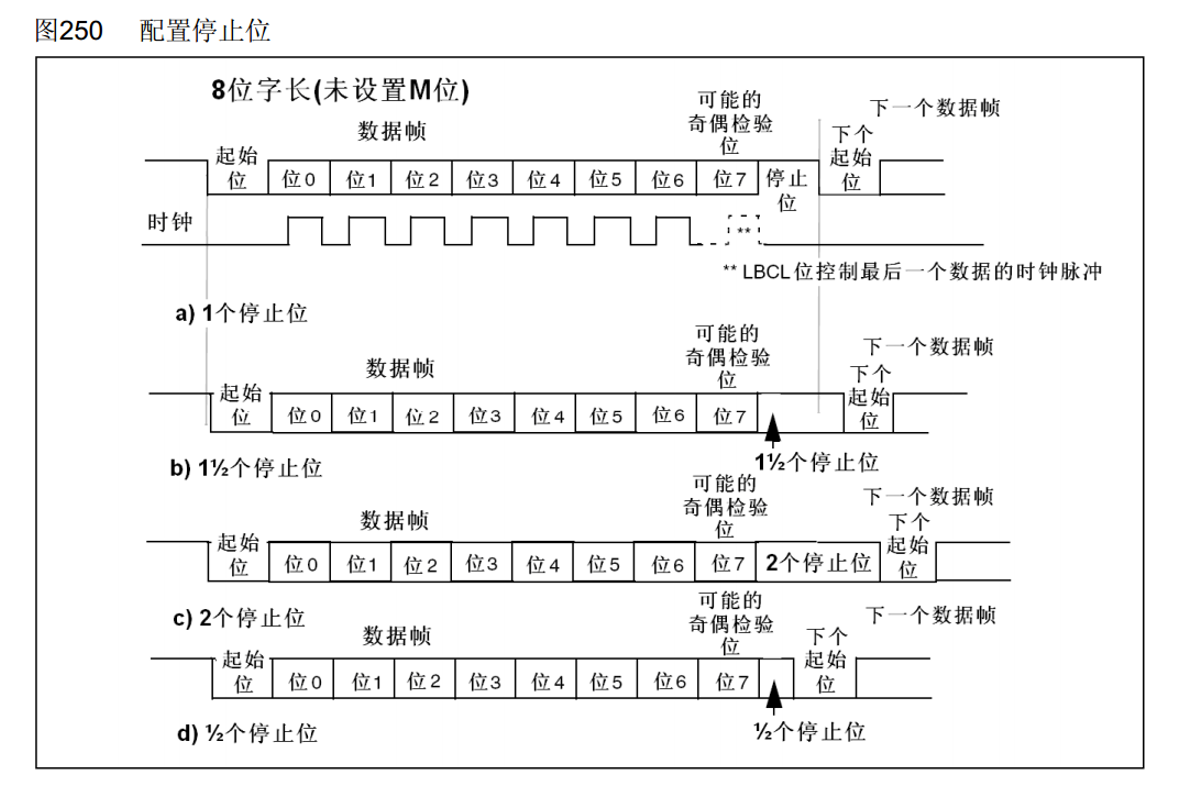 图250 配置停止位
8位字长(未设置M位)
可能的
奇偶检验
位
下一个数据帧
数据帧
下个
起始
位
起始
位
位0 位1 位2 位3 位4 位5 位6 位7
停止
位
时钟
**
** LBCL位控制最后一个数据的时钟脉冲
a) 1个停止位
可能的
奇偶检验
位
下一个数据帧
数据帧
下个
起始
位
起始
位
位0 位1 位2 位3 位4 位5 位6 位7
1½个停止位
b) 1½个停止位
可能的
奇偶检验
位
下一个数据帧
数据帧
下个
起始
位
起始
位
位0 位1 位2 位3 位4 位5 位6 位7 2个停止位
c) 2个停止位
可能的
奇偶检验
位
下一个数据帧
数据帧
下个
起始
位
起始
位
位0 位1 位2 位3 位4 位5 位6 位7
½个停止位
d) ½个停止位